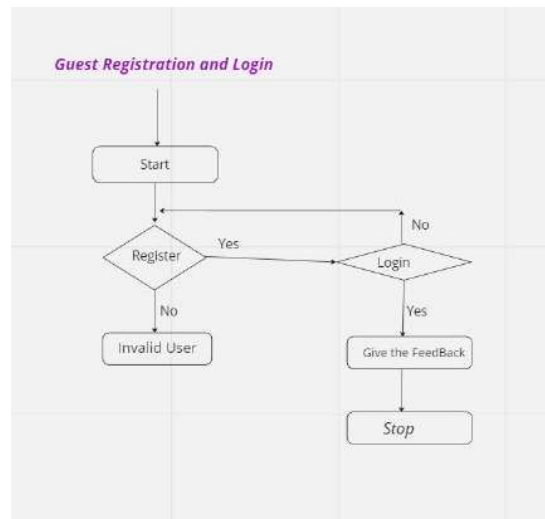 Guest Registration and Login
Start
No
Register
Yes
Login
No
Yes
Invalid User
Give the FeedBack
Stop